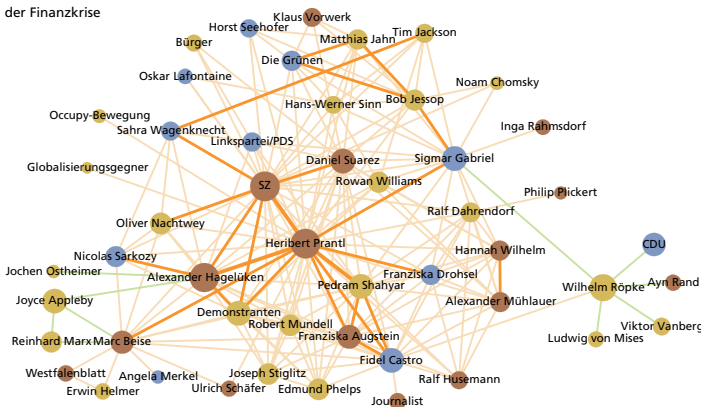 der Finanzkrise
Klaus Vorwerk
Horst Seehofer
Tim Jackson
Matthias Jahn
Bürger
Die Grünen
Oskar Lafontaine
Noam Chomsky
Hans-Werner Sinn
Bob Jessop
Occupy-Bewegung
Sahra Wagenknecht
Inga Rahmsdorf
Linkspartei/PDS
Daniel Suarez
Sigmar Gabriel
Globalisierungsgegner
SZ
Rowan Williams
Philip Plickert
Ralf Dahrendorf
Oliver Nachtwey
Heribert Prantl
CDU
Hannah Wilhelm
Nicolas Sarkozy
Jochen Ostheimer
Alexander Hagelüken
Franziska Drohsel
Pedram Shahyar
Wilhelm Röpke
Ayn Rand
Joyce Appleby
Alexander Mühlauer
Demonstranten
Robert Mundell
Viktor Vanberg
Franziska Augstein
Ludwig von Mises
Reinhard Marx
Marc Beise
Fidel Castro
Westfalenblatt
Angela Merkel
Joseph Stiglitz
Ralf Husemann
Erwin Helmer
Ulrich Schäfer
Edmund Phelps
Journalist